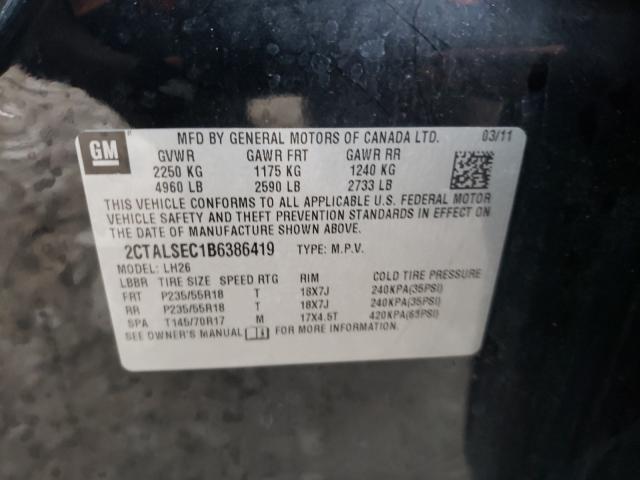 GM
MFD BY GENERAL MOTORS OF CANADA LTD. 03/11
GVWR GAWR FRT GAWR RR
2250 KG 1175 KG 1240 KG
4960 LB 2590 LB 2733 LB
THIS VEHICLE CONFORMS TO ALL APPLICABLE U.S. FEDERAL MOTOR
VEHICLE SAFETY AND THEFT PREVENTION STANDARDS IN EFFECT ON
THE DATE OF MANUFACTURE SHOWN ABOVE.
2CTALSEC1B6386419 TYPE: M.P.V.
MODEL: LH26
LBBR TIRE SIZE SPEED RTG RIM COLD TIRE PRESSURE
FRT P235/55R18 T 18X7J 240KPA(35PSI)
RR P235/55R18 T 18X7J 240KPA(35PSI)
SPA T145/70R17 M 17X4.5T 420KPA(60PSI)
SEE OWNER'S MANUAL FOR MORE INFORMATION.